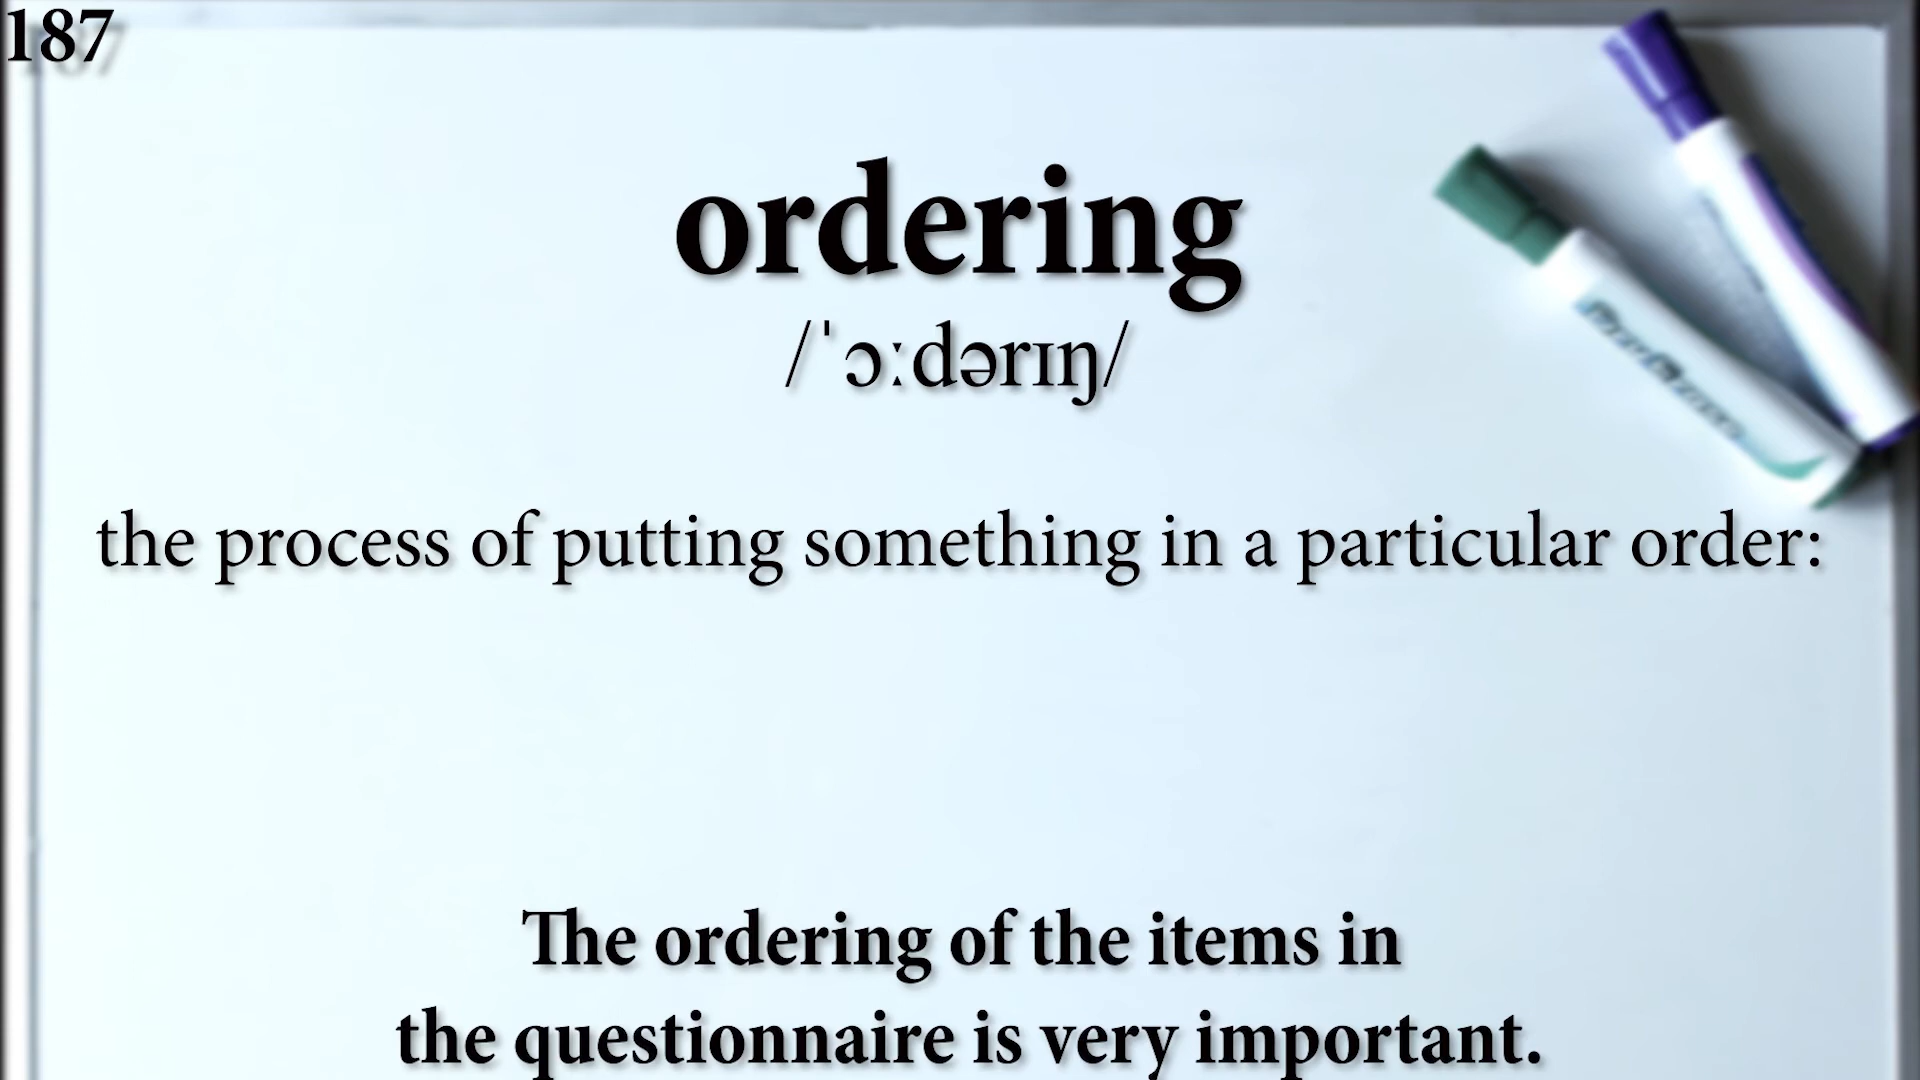 187
ordering
/ˈɔːdərɪŋ/
the process of putting something in a particular order:
The ordering of the items in
the questionnaire is very important.